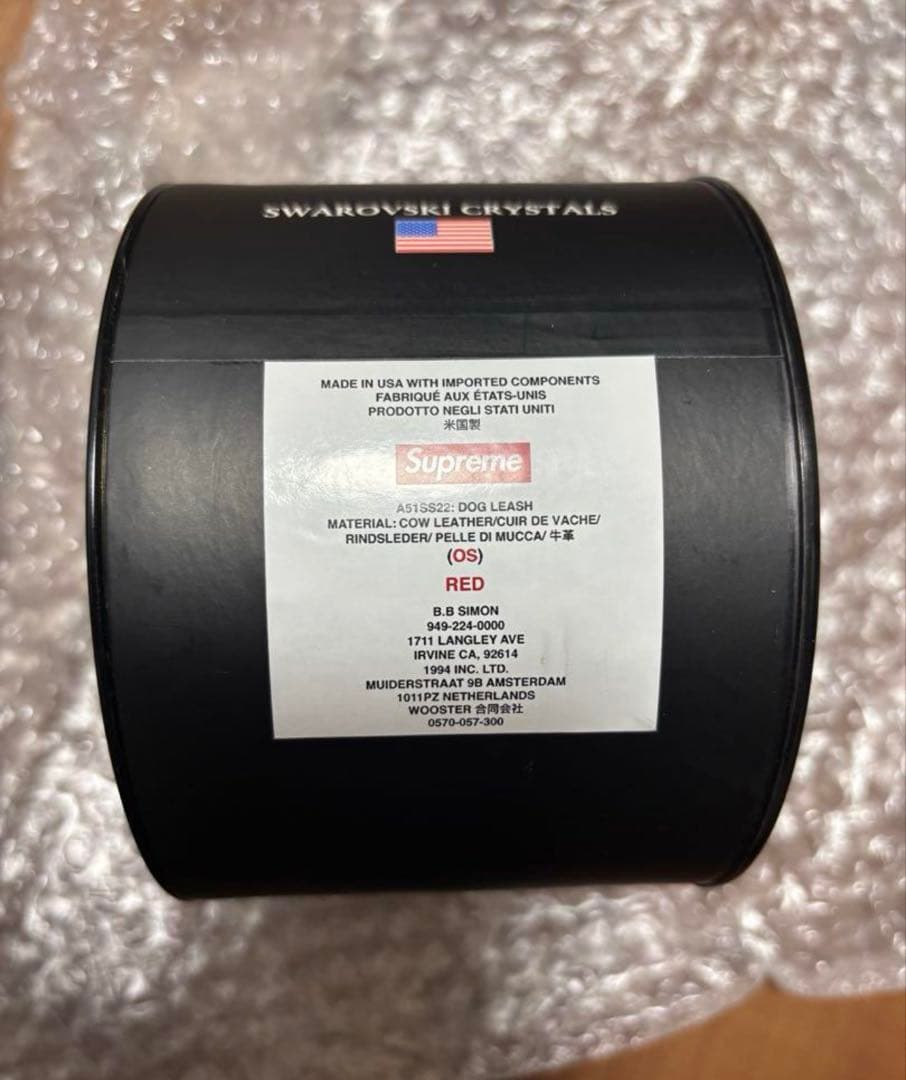 SWAROVSKI CRYSTALS
MADE IN USA WITH IMPORTED COMPONENTS
FABRIQUÉ AUX ÉTATS-UNIS
PRODOTTO NEGLI STATI UNITI
米国製
Supreme
A51SS22: DOG LEASH
MATERIAL: COW LEATHER/CUIR DE VACHE/
RINDSLEDER/ PELLE DI MUCCA/ 牛革
(OS)
RED
B.B SIMON
949-224-0000
1711 LANGLEY AVE
IRVINE CA, 92614
1994 INC. LTD.
MUIDERSTRAAT 9B AMSTERDAM
1011PZ NETHERLANDS
WOOSTER 合同会社
0570-057-300